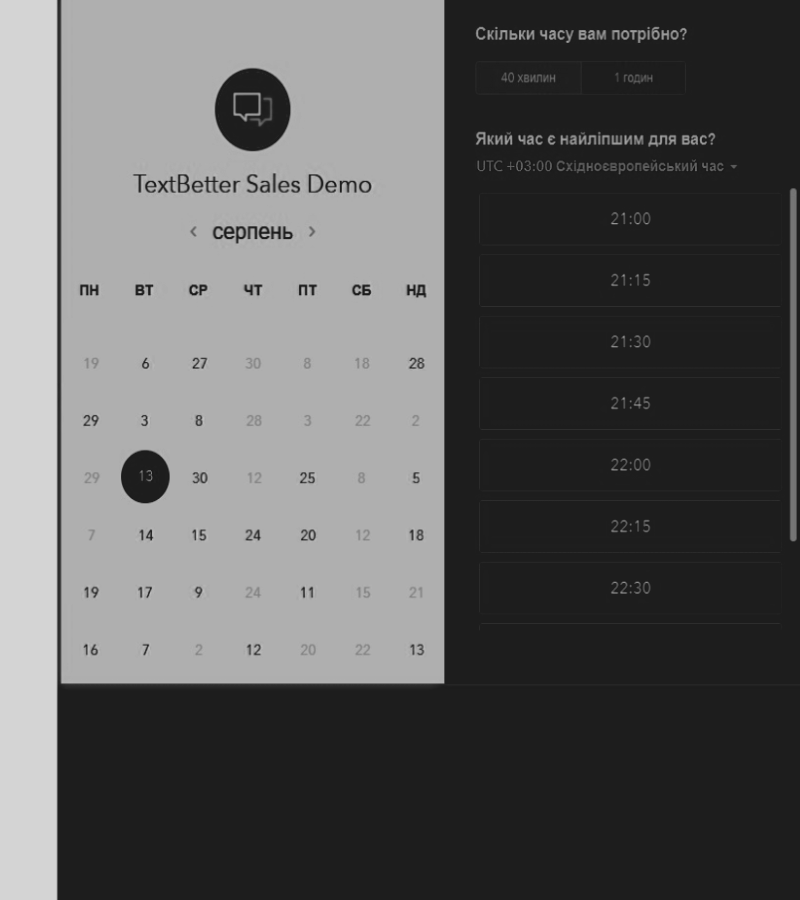 TextBetter Sales Demo
‹ серпень ›
ПН ВТ СР ЧТ ПТ СБ НД
19 6 27 30 8 18 28
29 3 8 28 3 22 2
29 13 30 12 25 8 5
7 14 15 24 20 12 18
19 17 9 24 11 15 21
16 7 2 12 20 22 13
Скільки часу вам потрібно?
40 хвилин 1 годин
Який час є найліпшим для вас?
UTC +03:00 Східноєвропейський час
21:00
21:15
21:30
21:45
22:00
22:15
22:30